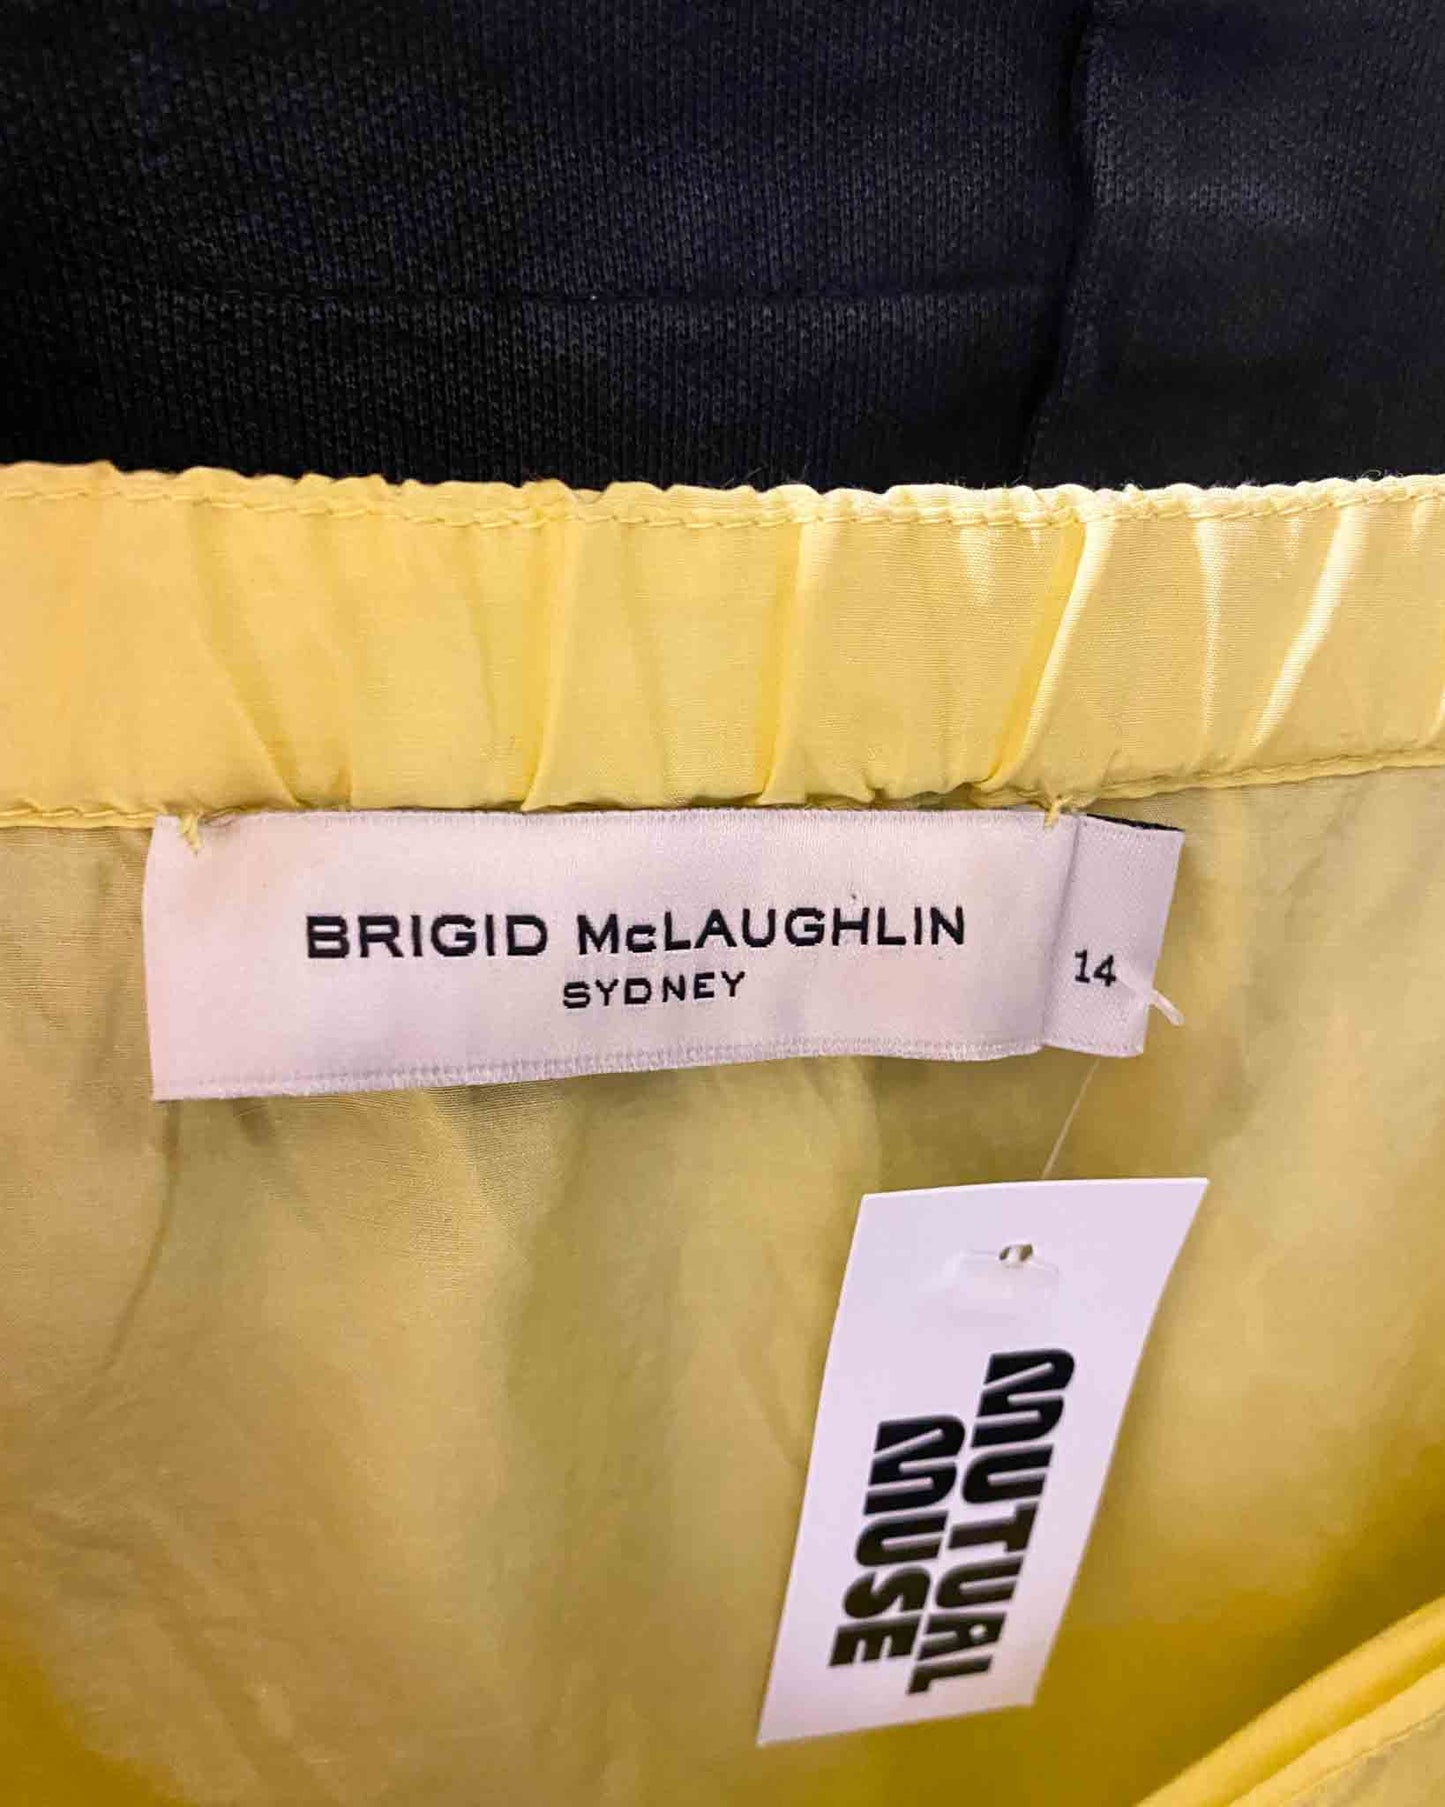 BRIGID McLAUGHLIN
SYDNEY
14
MUTUAL
MUSE